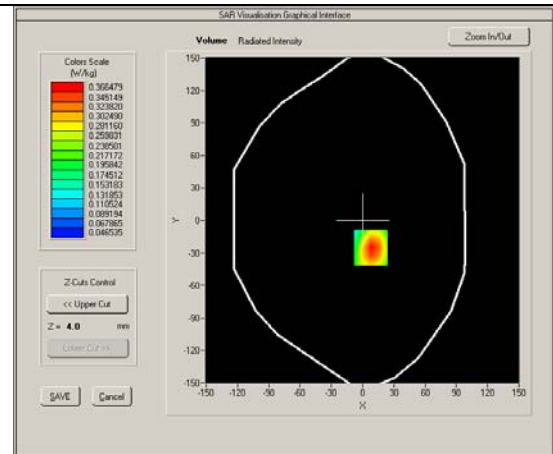 SAR Visualisation Graphical Interface
Volume Radiated Intensity
Zoom In/Out
Colors Scale
(W/kg)
0.366479
0.345149
0.323820
0.302490
0.281160
0.259831
0.238501
0.217172
0.195842
0.174512
0.153183
0.131853
0.110524
0.089194
0.067865
0.046535
Z-Cuts Control
<< Upper Cut
Z = 4.0 mm
Lower Cut >>
SAVE Cancel
150
120
90
60
30
0
-30
-60
-90
-120
-150
Y
-150 -120 -90 -60 -30 0 30 60 90 120 150
X